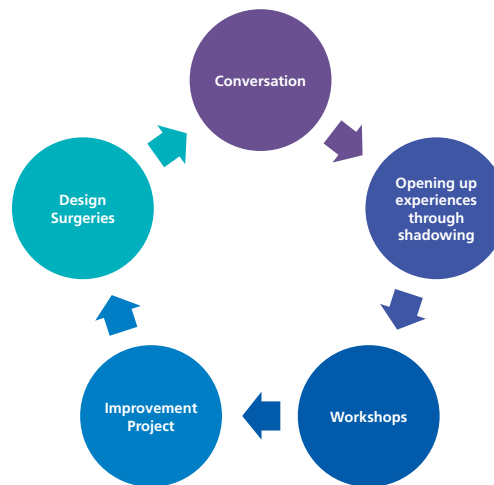 Conversation
Opening up
experiences
through
shadowing
Workshops
Improvement
Project
Design
Surgeries